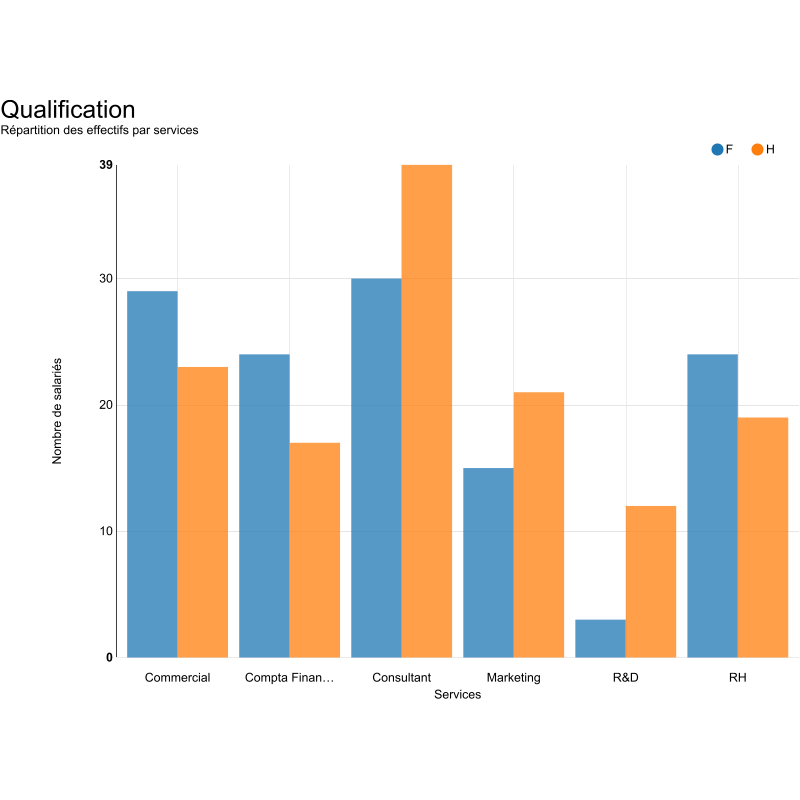 Qualification
Répartition des effectifs par services
F
H
39
30
20
10
0
Nombre de salariés
Commercial
Compta Finan…
Consultant
Marketing
R&D
RH
Services